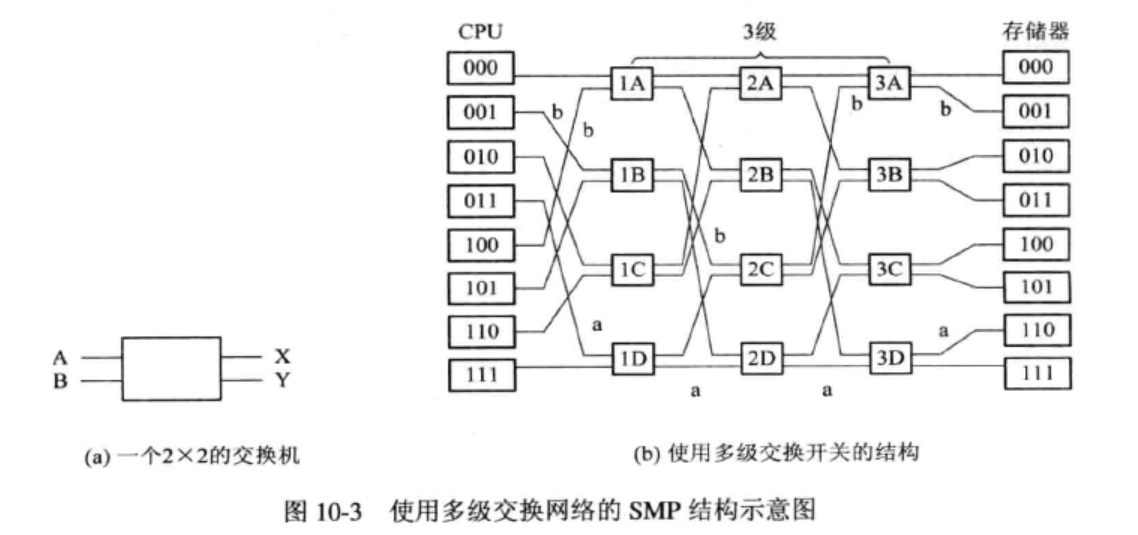 CPU 3级 存储器
000 1A 2A 3A 000
b b b
001 b 001
010 1B 2B 3B 010
011 011
100 b 100
101 1C 2C 3C 101
110 a a 110
111 1D 2D 3D 111
a a
A X
B Y
(a) 一个2×2的交换机
(b) 使用多级交换开关的结构
图 10-3 使用多级交换网络的 SMP 结构示意图